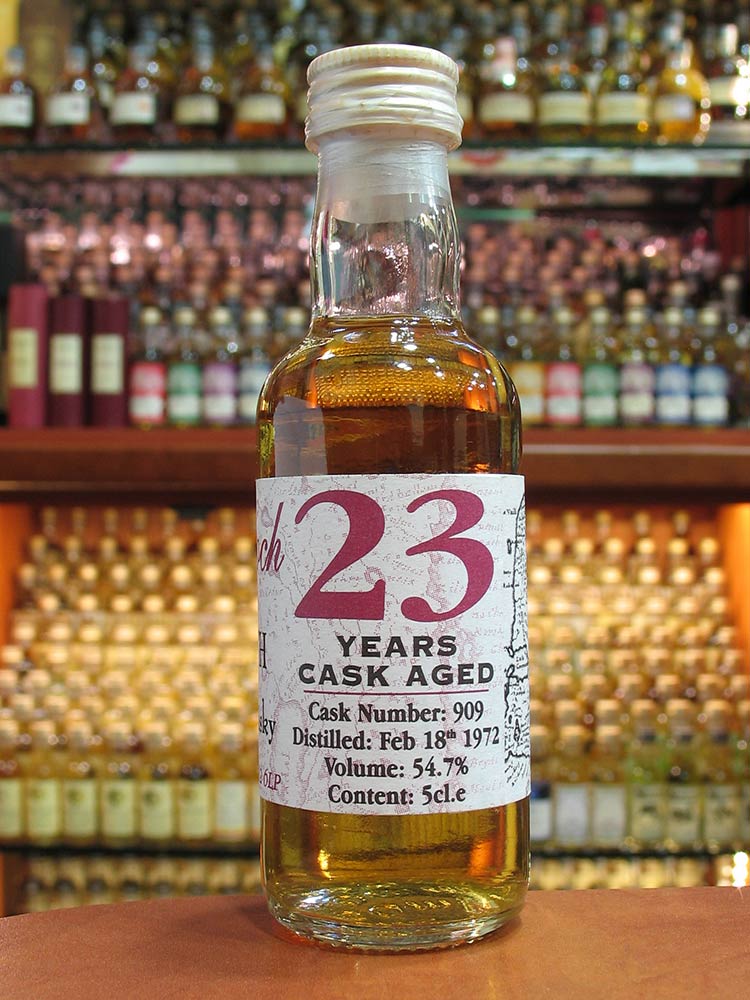 23
YEARS
CASK AGED
Cask Number: 909
Distilled: Feb 18th 1972
Volume: 54.7%
Content: 5cl.e